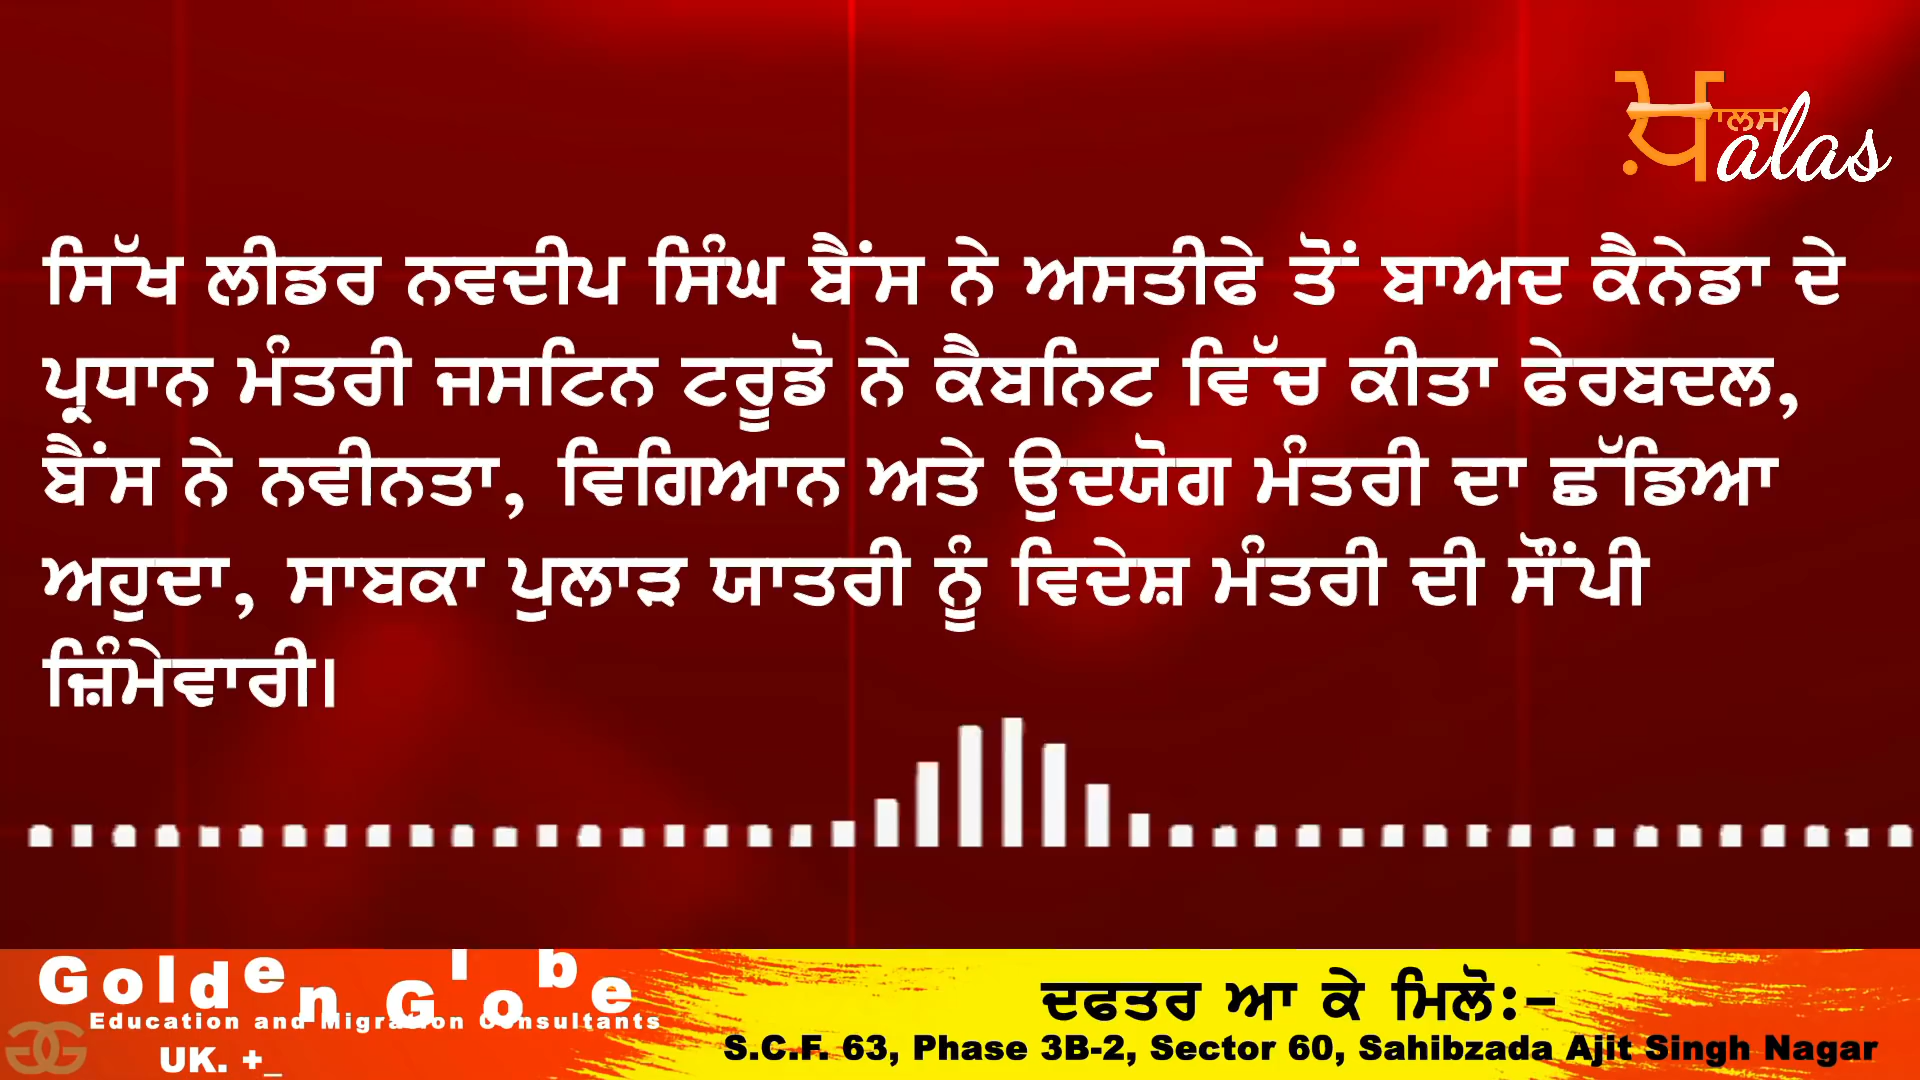 ਖ਼ਾਲਸ alas
ਸਿੱਖ ਲੀਡਰ ਨਵਦੀਪ ਸਿੰਘ ਬੈਂਸ ਨੇ ਅਸਤੀਫੇ ਤੋਂ ਬਾਅਦ ਕੈਨੇਡਾ ਦੇ
ਪ੍ਰਧਾਨ ਮੰਤਰੀ ਜਸਟਿਨ ਟਰੂਡੋ ਨੇ ਕੈਬਨਿਟ ਵਿੱਚ ਕੀਤਾ ਫੇਰਬਦਲ,
ਬੈਂਸ ਨੇ ਨਵੀਨਤਾ, ਵਿਗਿਆਨ ਅਤੇ ਉਦਯੋਗ ਮੰਤਰੀ ਦਾ ਛੱਡਿਆ
ਅਹੁਦਾ, ਸਾਬਕਾ ਪੁਲਾੜ ਯਾਤਰੀ ਨੂੰ ਵਿਦੇਸ਼ ਮੰਤਰੀ ਦੀ ਸੌਂਪੀ
ਜ਼ਿੰਮੇਵਾਰੀ।
Golden Globe
Education and Migration Consultants
UK. +_
ਦਫਤਰ ਆ ਕੇ ਮਿਲੋ:-
S.C.F. 63, Phase 3B-2, Sector 60, Sahibzada Ajit Singh Nagar